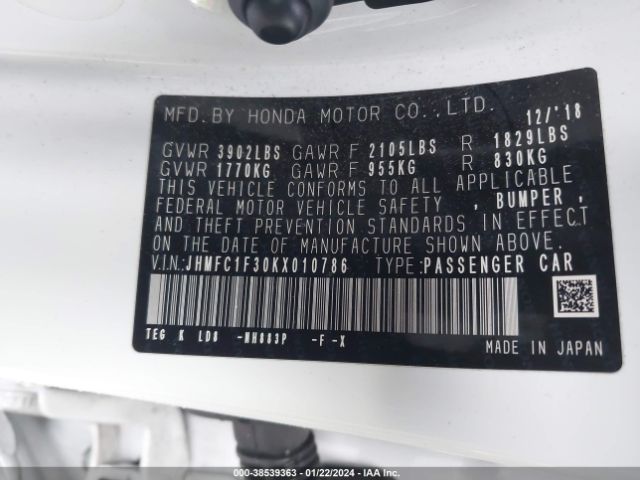 MFD.BY HONDA MOTOR CO.,LTD. 12/'18
GVWR 3902LBS GAWR F 2105LBS R 1829LBS
GVWR 1770KG GAWR F 955KG R 830KG
THIS VEHICLE CONFORMS TO ALL APPLICABLE
FEDERAL MOTOR VEHICLE SAFETY , BUMPER ,
AND THEFT PREVENTION STANDARDS IN EFFECT
ON THE DATE OF MANUFACTURE SHOWN ABOVE.
V.I.N.:JHMFC1F30KX010786 TYPE:PASSENGER CAR
TEG K LD8 -NH883P -F -X
MADE IN JAPAN
000-38539363 - 01/22/2024 - IAA Inc.